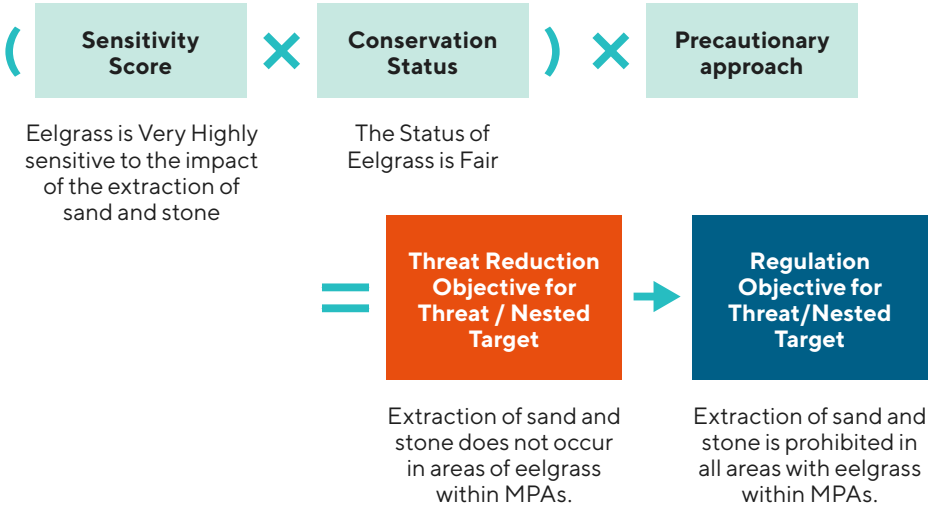 ( Sensitivity Score × Conservation Status ) × Precautionary approach
Eelgrass is Very Highly
sensitive to the impact
of the extraction of
sand and stone
The Status of
Eelgrass is Fair
=
Threat Reduction
Objective for
Threat / Nested
Target
Regulation
Objective for
Threat/Nested
Target
Extraction of sand and
stone does not occur
in areas of eelgrass
within MPAs.
Extraction of sand and
stone is prohibited in
all areas with eelgrass
within MPAs.